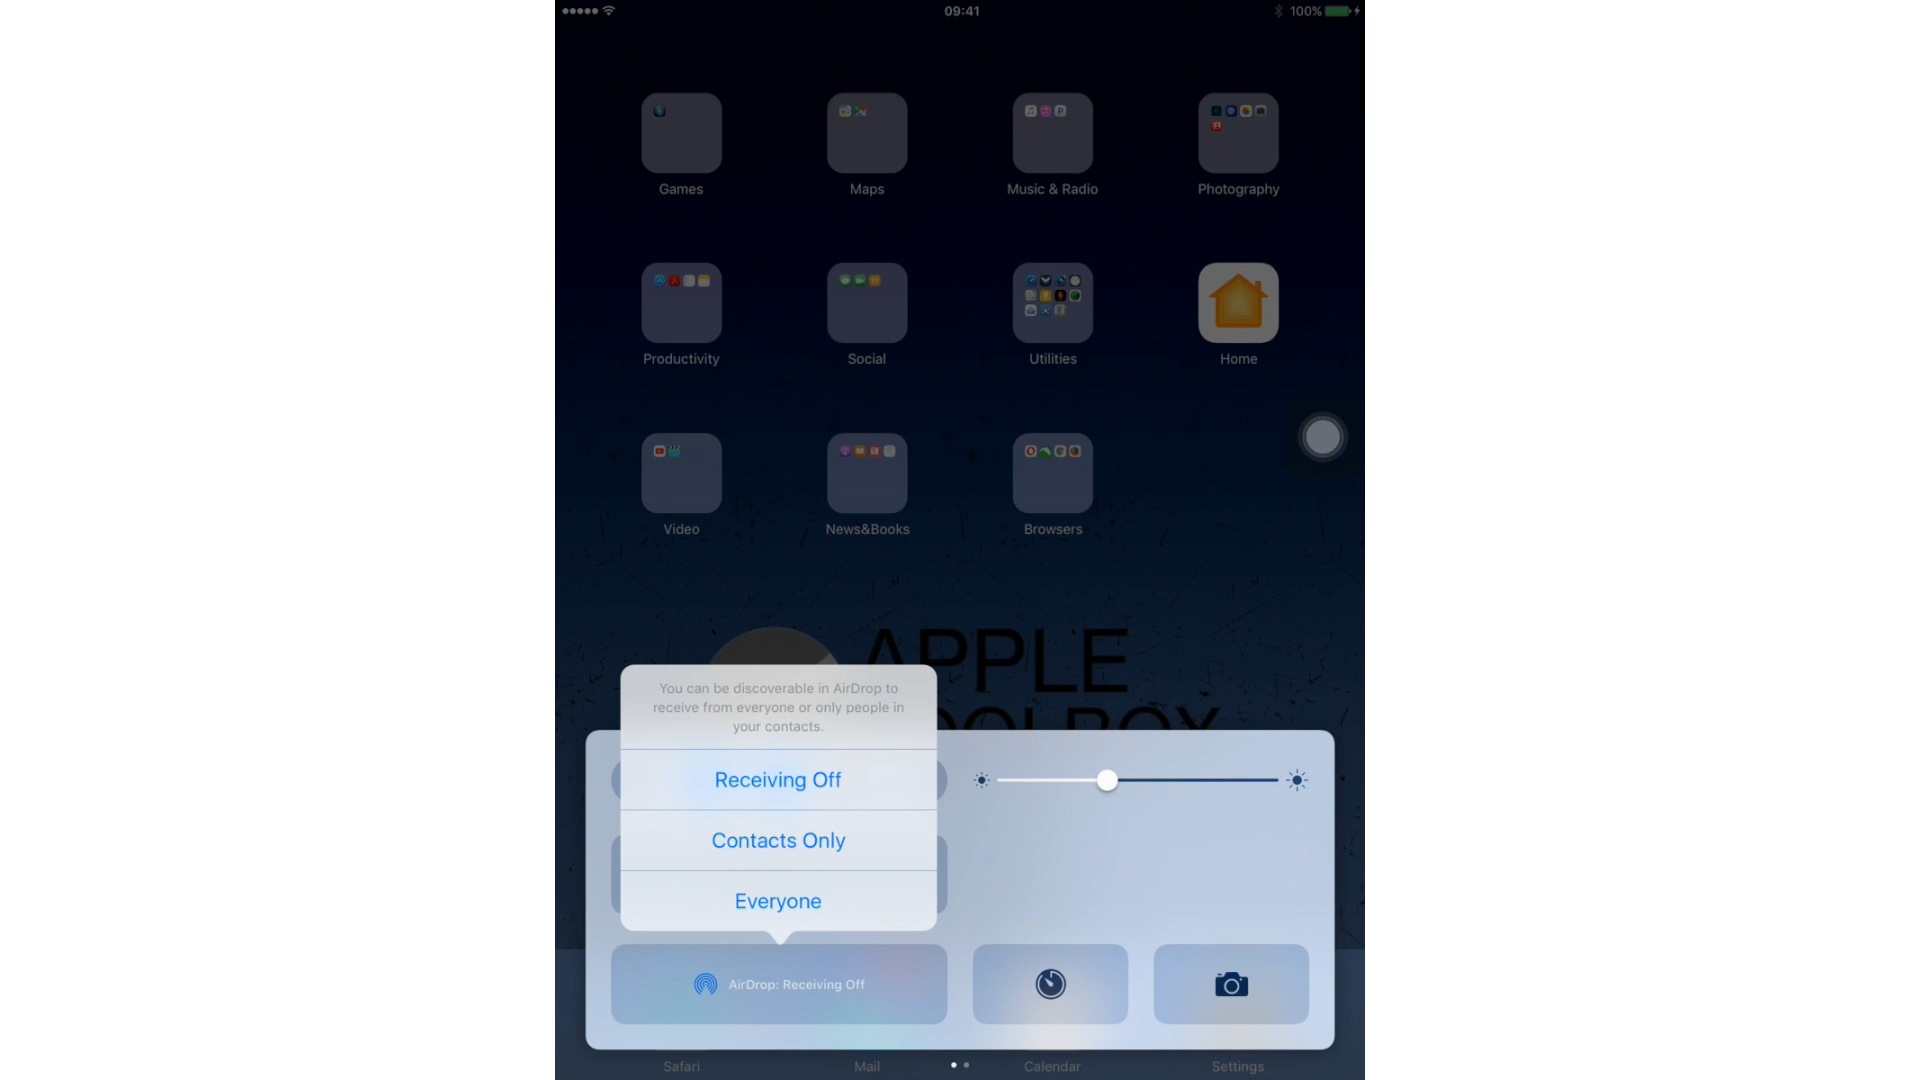 09:41
100%
Games
Maps
Music & Radio
Photography
Productivity
Social
Utilities
Home
Video
News&Books
Browsers
APPLE
You can be discoverable in AirDrop to
receive from everyone or only people in
your contacts.
Receiving Off
Contacts Only
Everyone
AirDrop: Receiving Off
Safari
Mail
Calendar
Settings